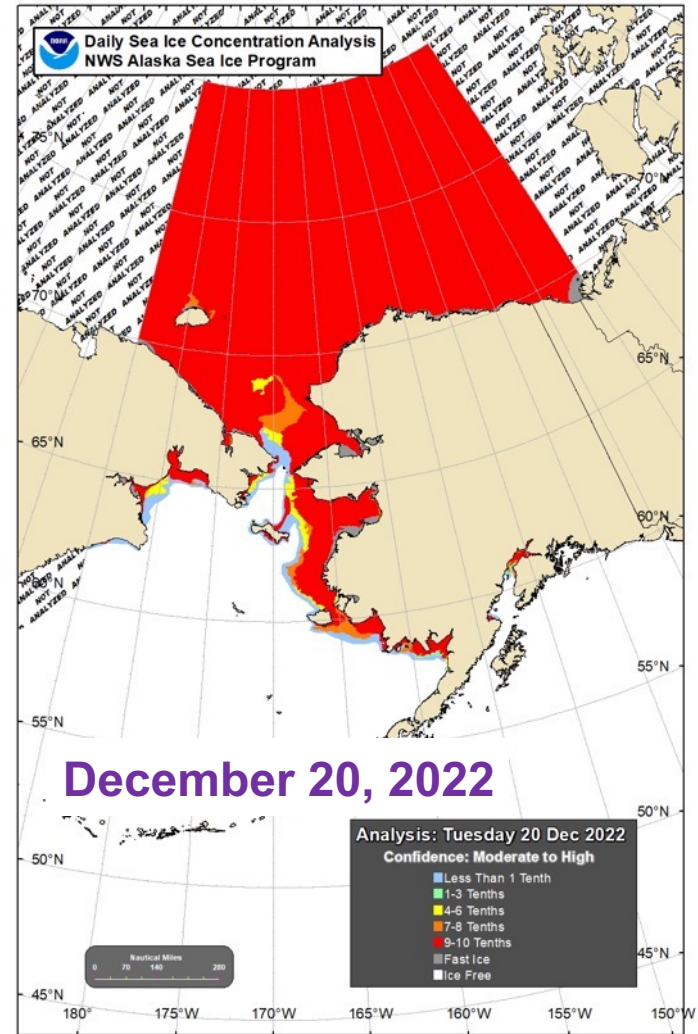 NOAA
Daily Sea Ice Concentration Analysis
NWS Alaska Sea Ice Program
NOT ANALYZED
75°N
70°N
70°N
65°N
65°N
60°N
60°N
55°N
55°N
50°N
50°N
45°N
45°N
December 20, 2022
Analysis: Tuesday 20 Dec 2022
Confidence: Moderate to High
Less Than 1 Tenth
1-3 Tenths
4-6 Tenths
7-8 Tenths
9-10 Tenths
Fast Ice
Ice Free
Nautical Miles
0 70 140 280
180° 175°W 170°W 165°W 160°W 155°W 150°W